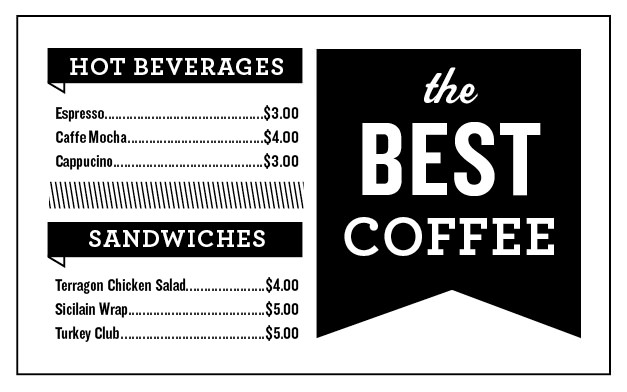 HOT BEVERAGES
Espresso..........................................$3.00
Caffe Mocha....................................$4.00
Cappucino.......................................$3.00
SANDWICHES
Terragon Chicken Salad.....................$4.00
Sicilain Wrap....................................$5.00
Turkey Club......................................$5.00
the
BEST
COFFEE